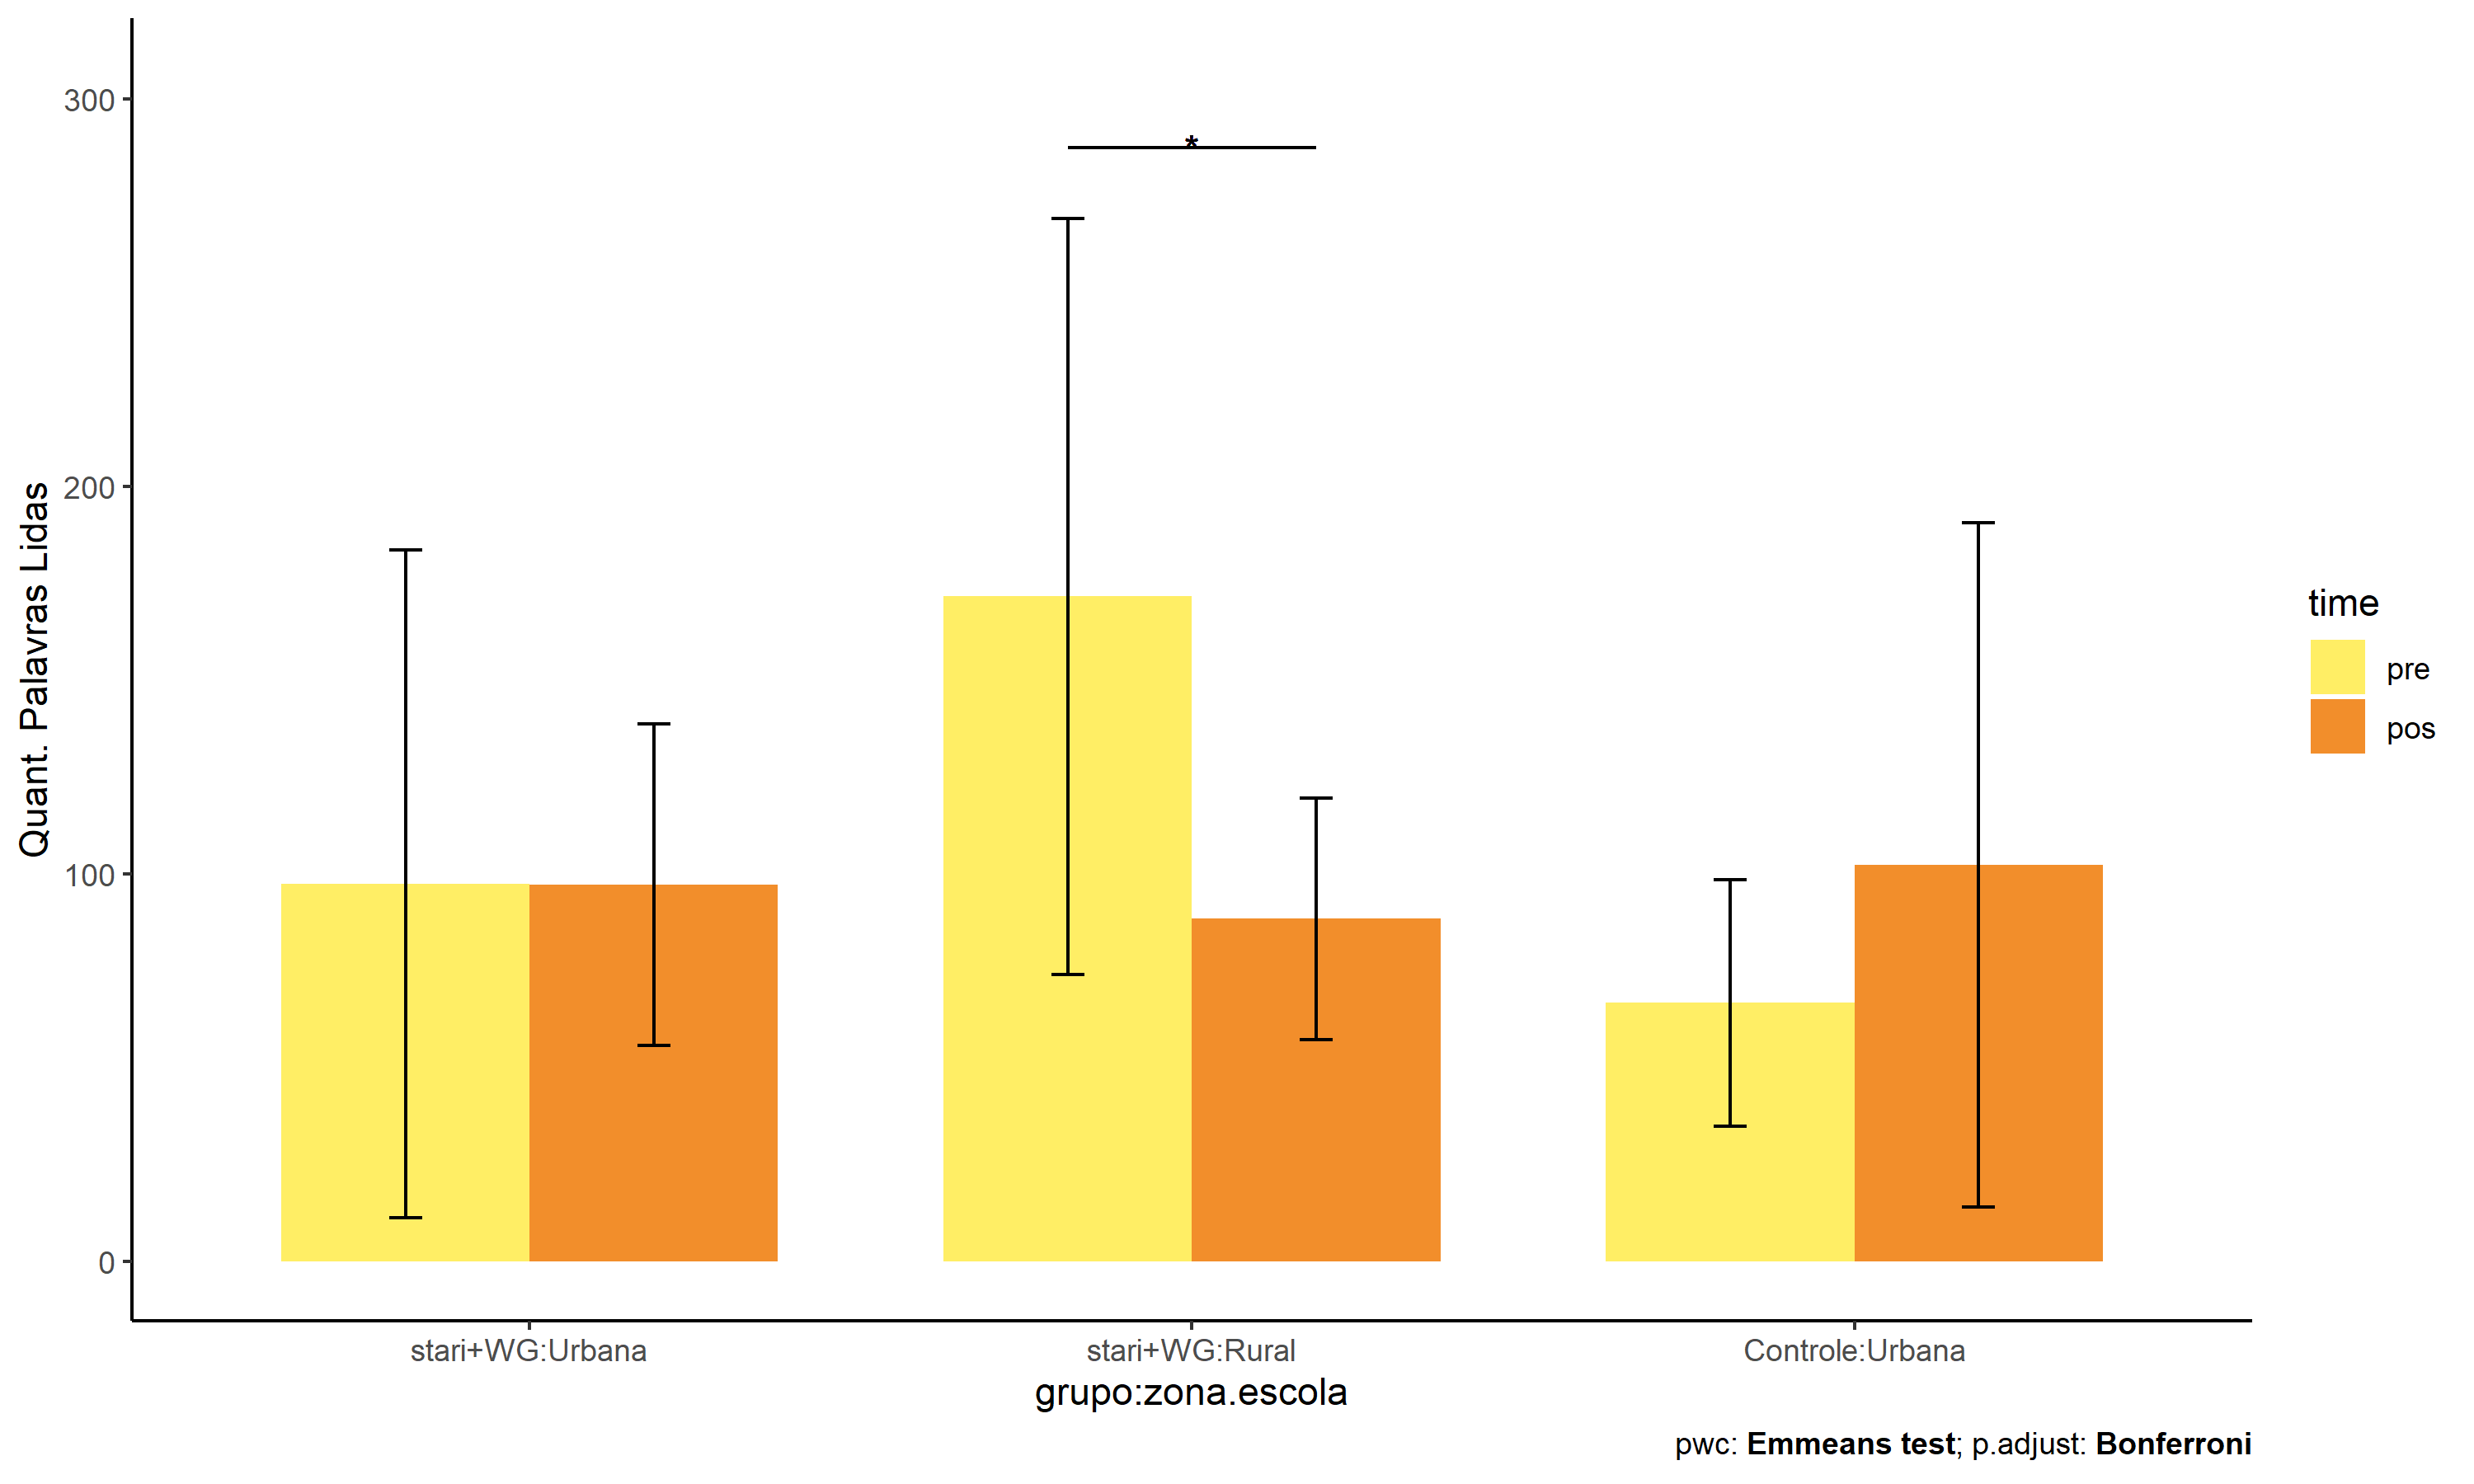 300
200
100
0
Quant. Palavras Lidas
*
stari+WG:Urbana
stari+WG:Rural
Controle:Urbana
grupo:zona.escola
time
pre
pos
pwc: Emmeans test; p.adjust: Bonferroni